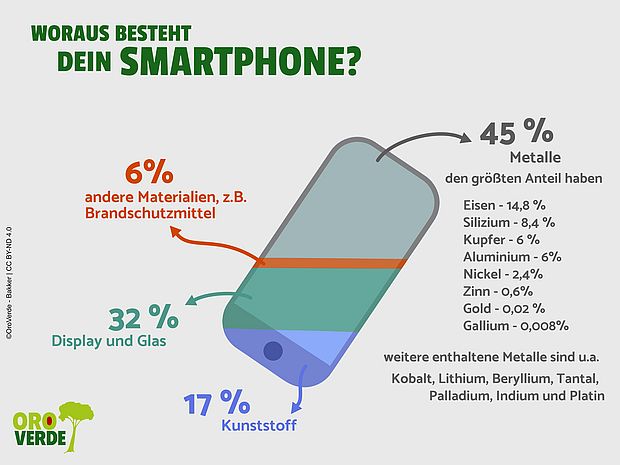 WORAUS BESTEHT
DEIN SMARTPHONE?
45 %
Metalle
den größten Anteil haben
Eisen - 14,8 %
Silizium - 8,4 %
Kupfer - 6 %
Aluminium - 6%
Nickel - 2,4%
Zinn - 0,6%
Gold - 0,02 %
Gallium - 0,008%
weitere enthaltene Metalle sind u.a.
Kobalt, Lithium, Beryllium, Tantal,
Palladium, Indium und Platin
6%
andere Materialien, z.B.
Brandschutzmittel
32 %
Display und Glas
17 %
Kunststoff
©OroVerde - Bakker | CC BY-ND 4.0
ORO
VERDE